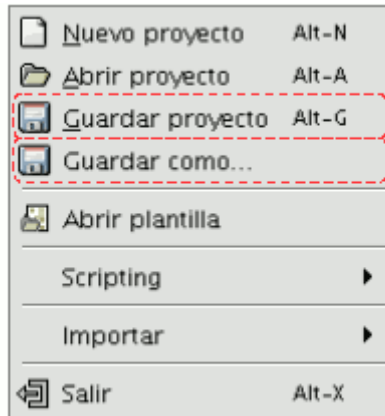 Nuevo proyecto Alt-N
Abrir proyecto Alt-A
Guardar proyecto Alt-G
Guardar como...
Abrir plantilla
Scripting
Importar
Salir Alt-X